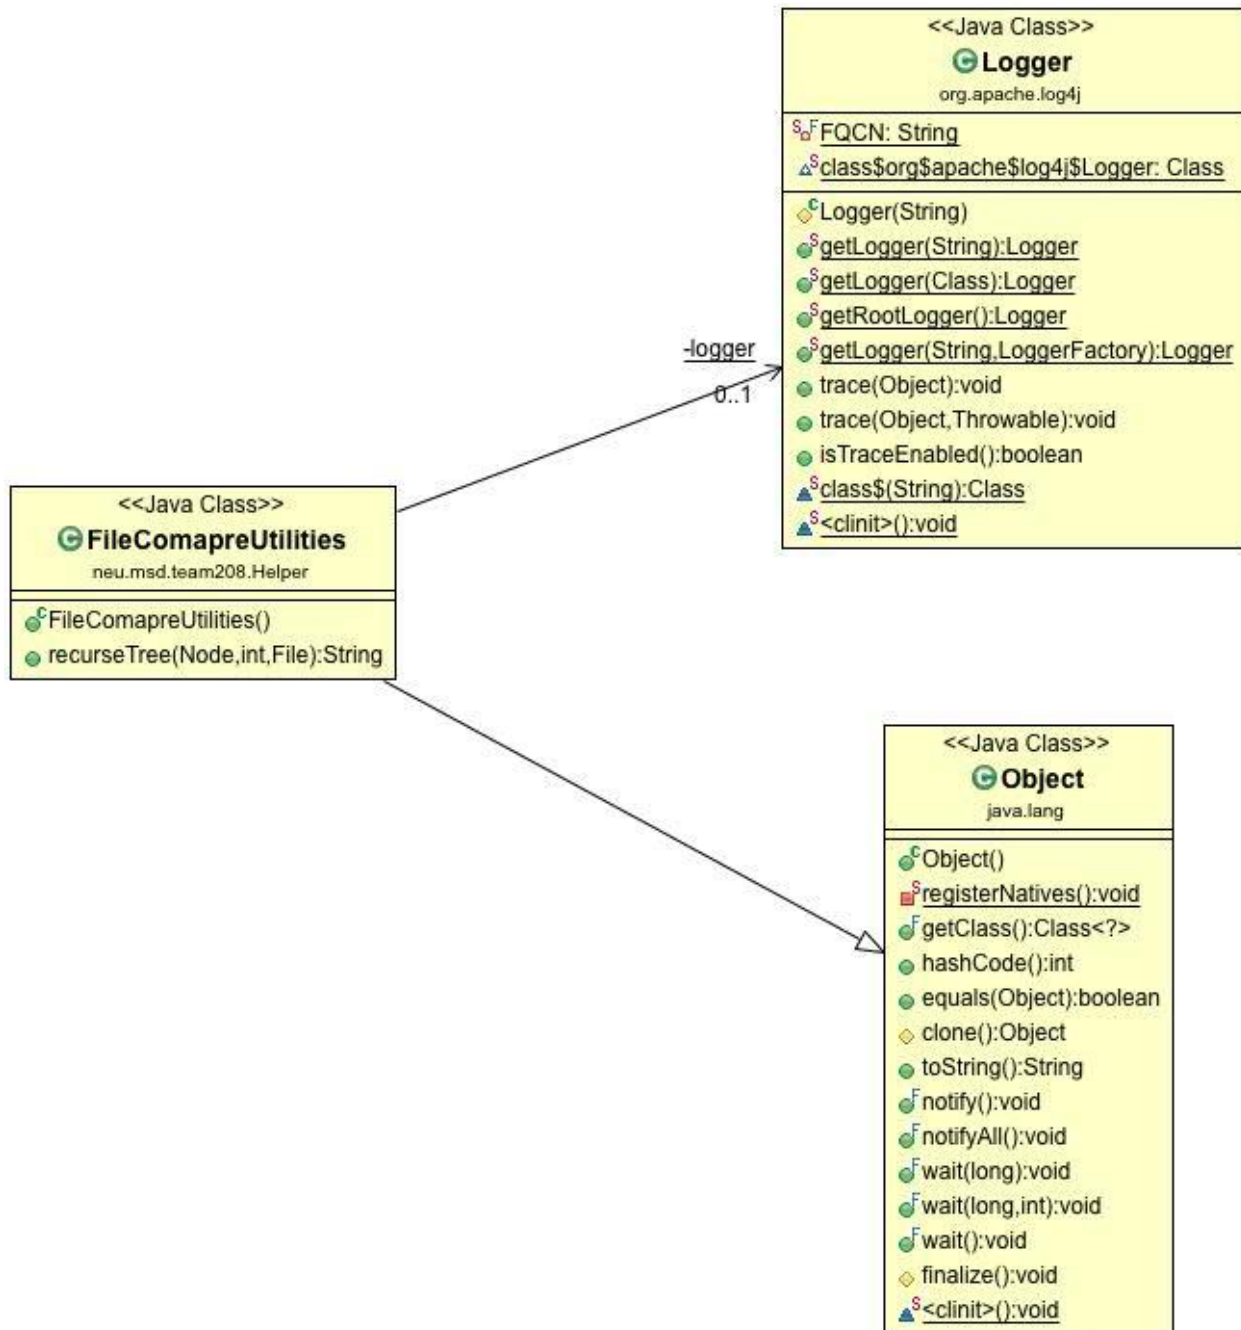 <<Java Class>>
Logger
org.apache.log4j
FQCN: String
class$org$apache$log4j$Logger: Class
Logger(String)
getLogger(String):Logger
getLogger(Class):Logger
getRootLogger():Logger
getLogger(String,LoggerFactory):Logger
trace(Object):void
trace(Object,Throwable):void
isTraceEnabled():boolean
class$(String):Class
<clinit>():void
-logger
0..1
<<Java Class>>
FileComapreUtilities
neu.msd.team208.Helper
FileComapreUtilities()
recurseTree(Node,int,File):String
<<Java Class>>
Object
java.lang
Object()
registerNatives():void
getClass():Class<?>
hashCode():int
equals(Object):boolean
clone():Object
toString():String
notify():void
notifyAll():void
wait(long):void
wait(long,int):void
wait():void
finalize():void
<clinit>():void